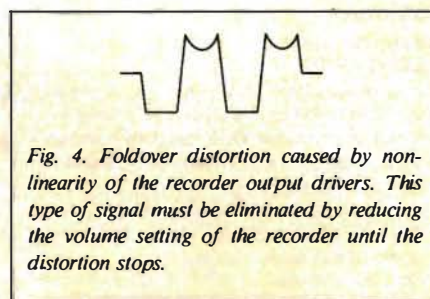 Fig. 4. Foldover distortion caused by non-
linearity of the recorder output drivers. This
type of signal must be eliminated by reducing
the volume setting of the recorder until the
distortion stops.